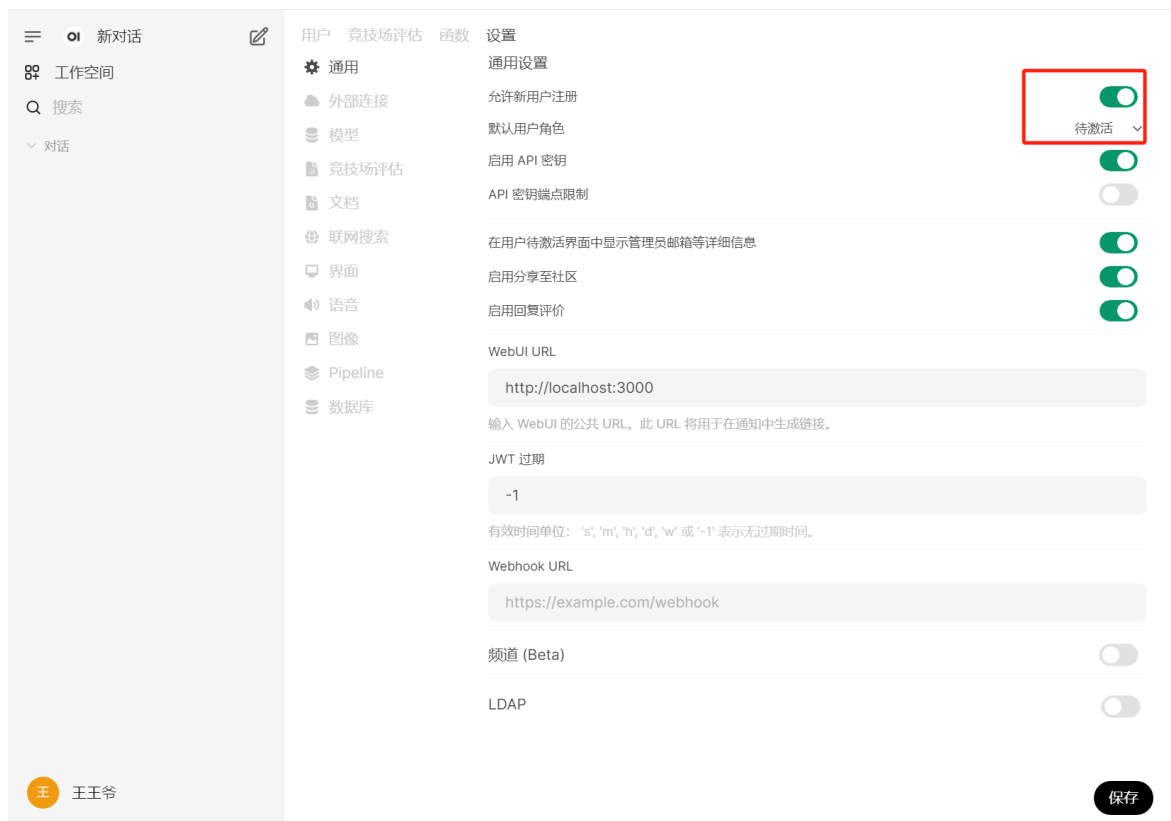 OI 新对话
工作空间
搜索
对话
王 王王爷
用户 竞技场评估 函数 设置
通用
外部连接
模型
竞技场评估
文档
联网搜索
界面
语音
图像
Pipeline
数据库
通用设置
允许新用户注册
默认用户角色 待激活
启用 API 密钥
API 密钥端点限制
在用户待激活界面中显示管理员邮箱等详细信息
启用分享至社区
启用回复评价
WebUI URL
http://localhost:3000
输入 WebUI 的公共 URL。此 URL 将用于在通知中生成链接。
JWT 过期
-1
有效时间单位： 's', 'm', 'h', 'd', 'w' 或 '-1' 表示无过期时间。
Webhook URL
https://example.com/webhook
频道 (Beta)
LDAP
保存